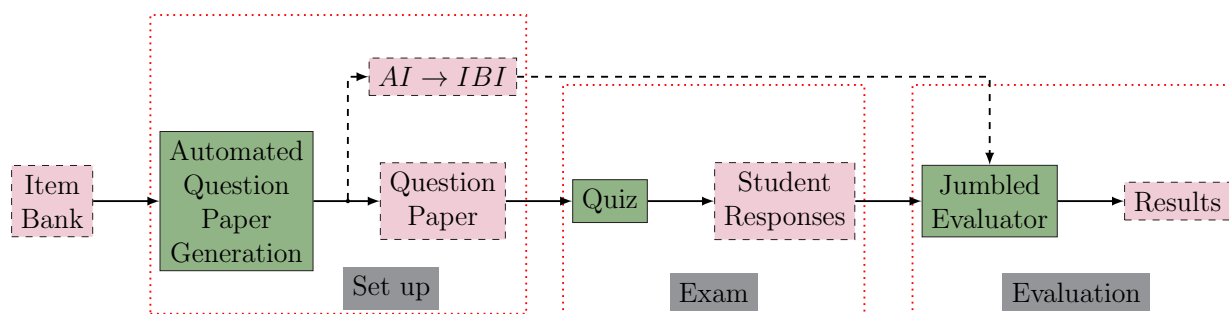 AI → IBI
Item
Bank
Automated
Question
Paper
Generation
Question
Paper
Quiz
Student
Responses
Jumbled
Evaluator
Results
Set up
Exam
Evaluation